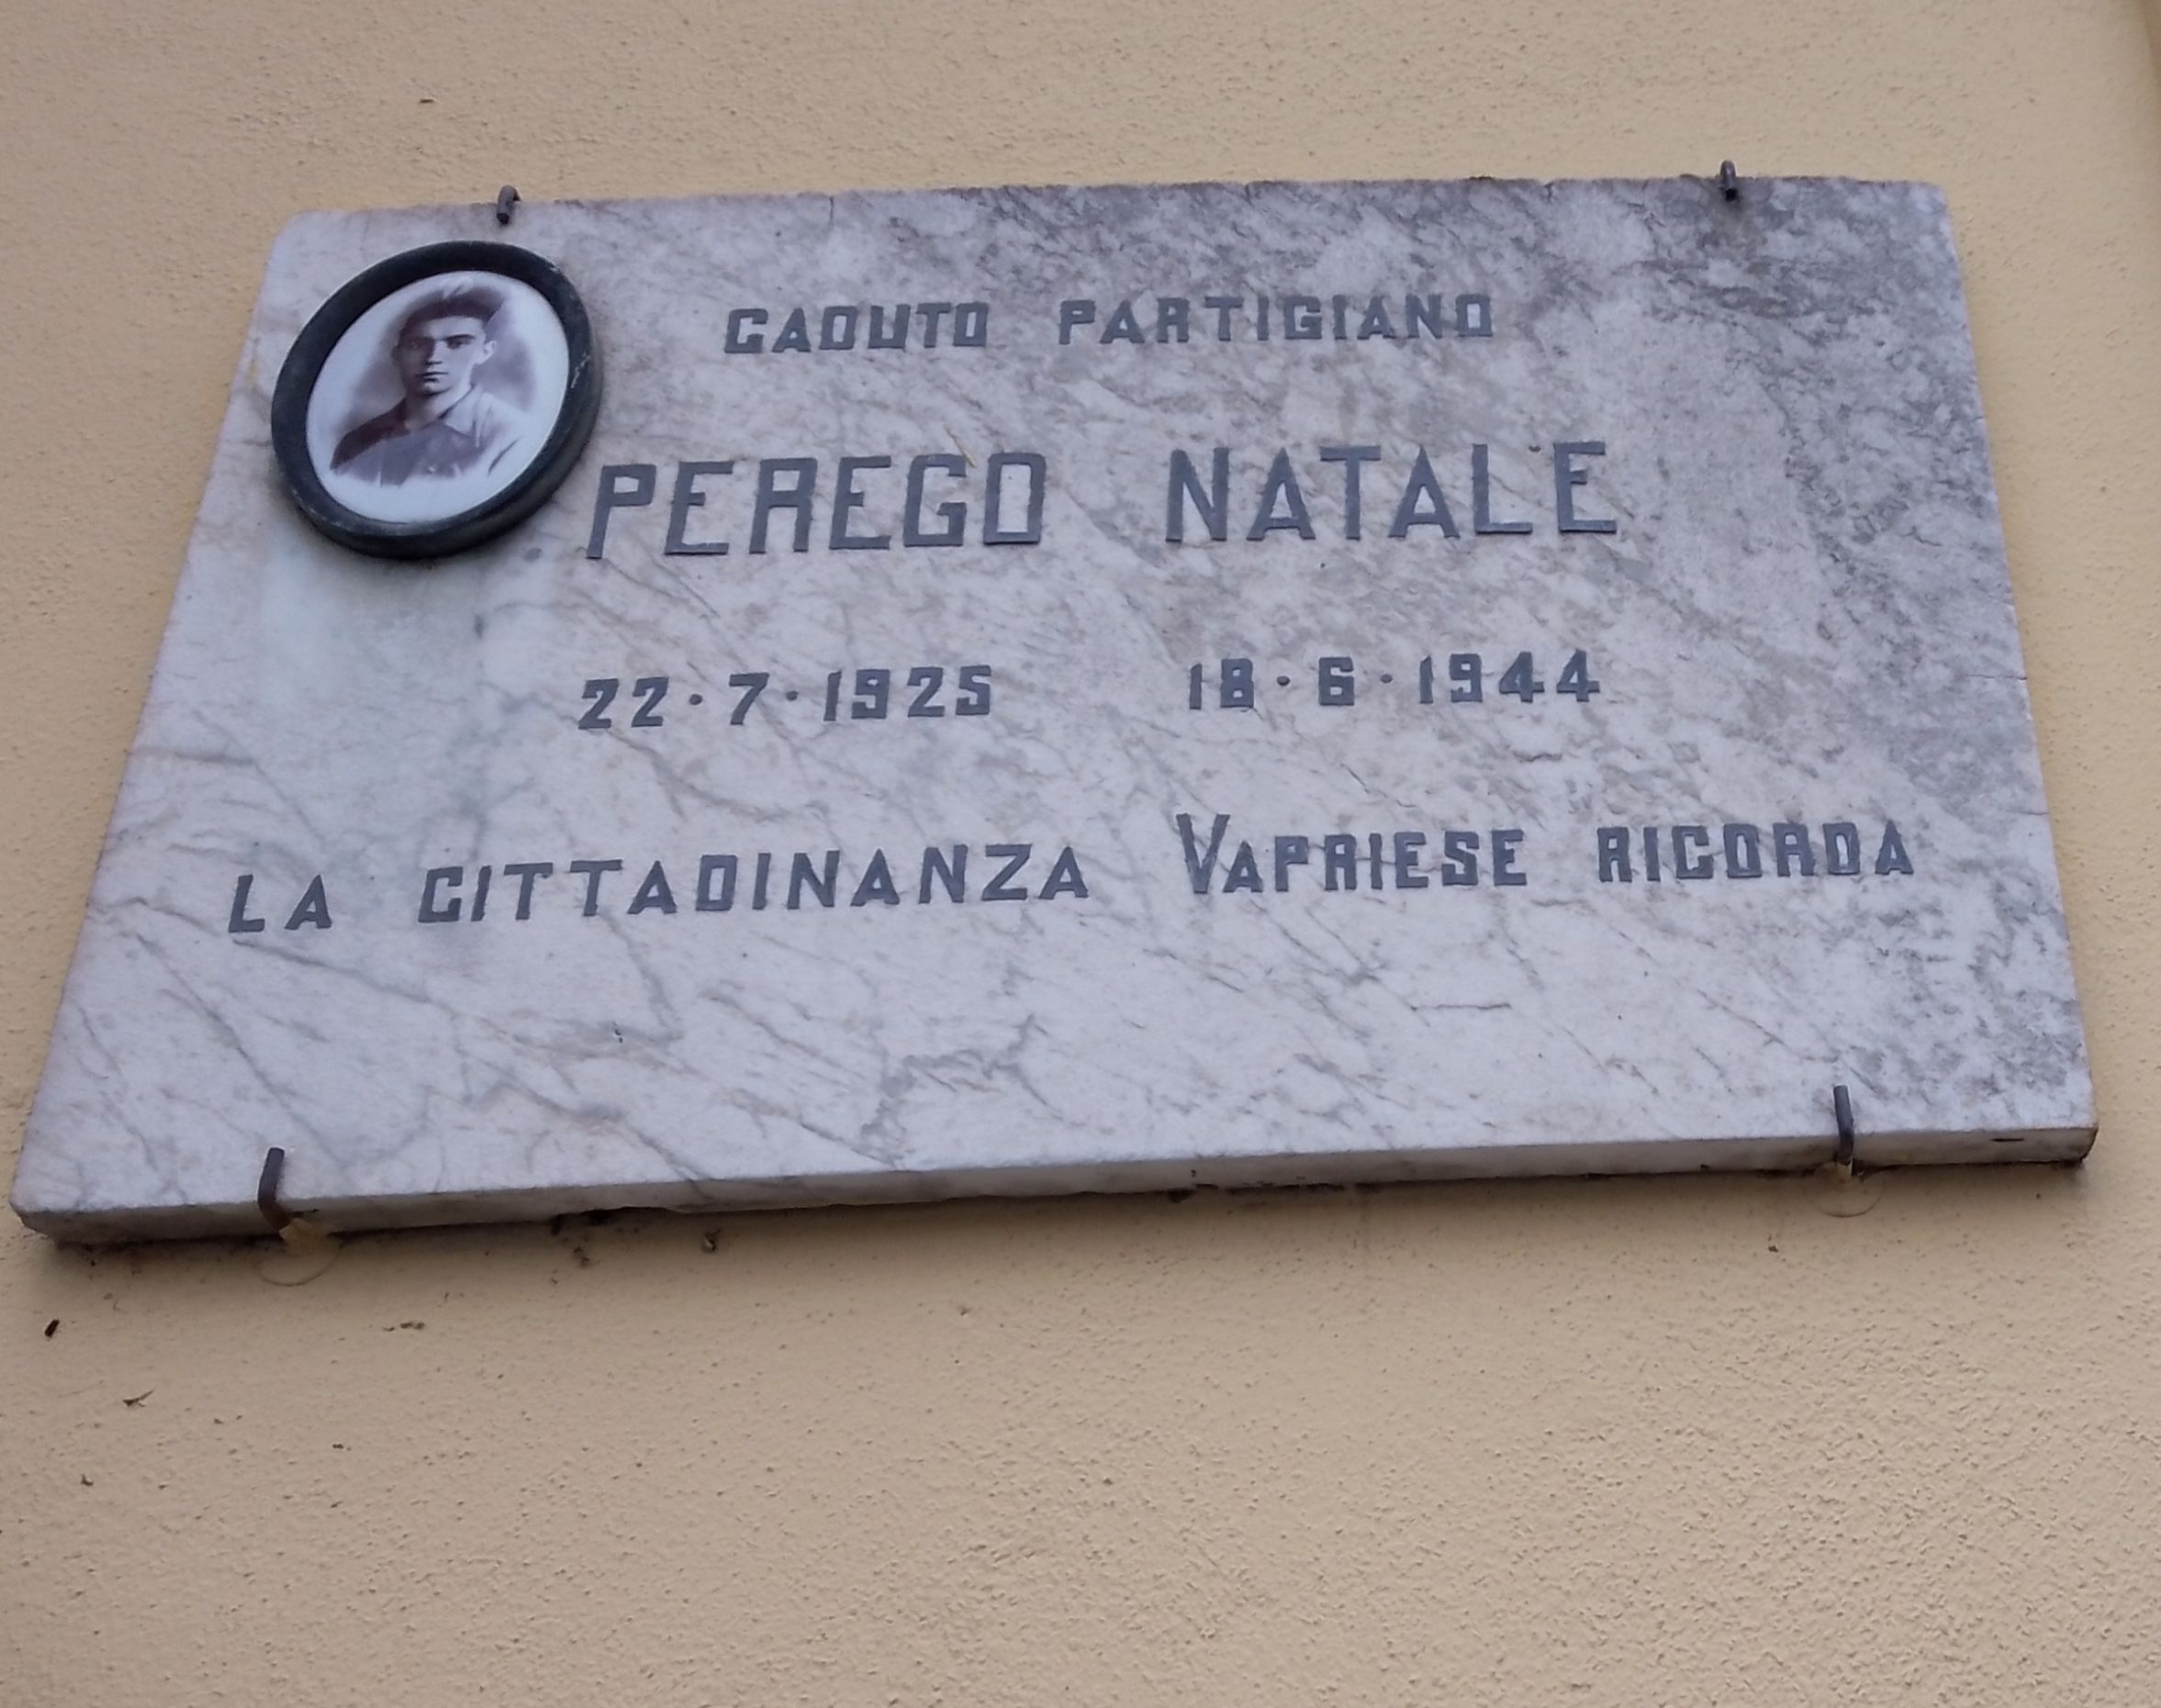 CADUTO PARTIGIANO
PEREGO NATALE
22·7·1925 18·6·1944
LA CITTADINANZA VAPRIESE RICORDA